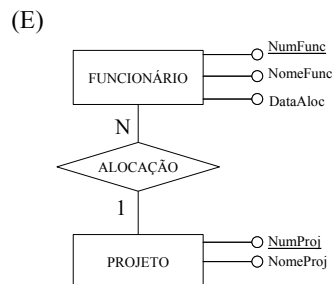 (E)
NumFunc
FUNCIONÁRIO
NomeFunc
DataAloc
N
ALOCAÇÃO
1
NumProj
PROJETO
NomeProj